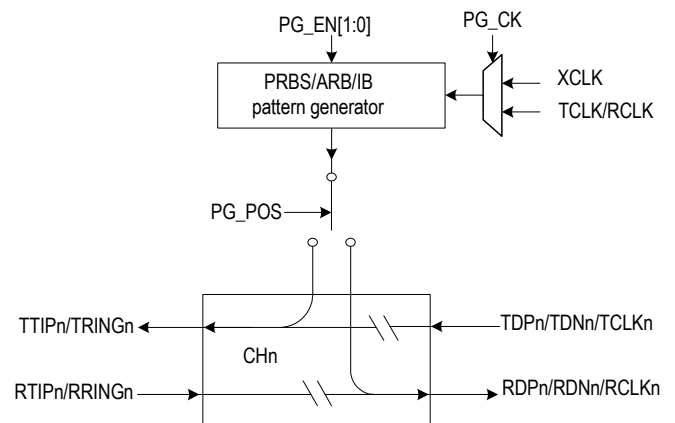 PG_EN[1:0]
PG_CK
PRBS/ARB/IB
pattern generator
XCLK
TCLK/RCLK
PG_POS
TTIPn/TRINGn
TDPn/TDNn/TCLKn
CHn
RTIPn/RRINGn
RDPn/RDNn/RCLKn